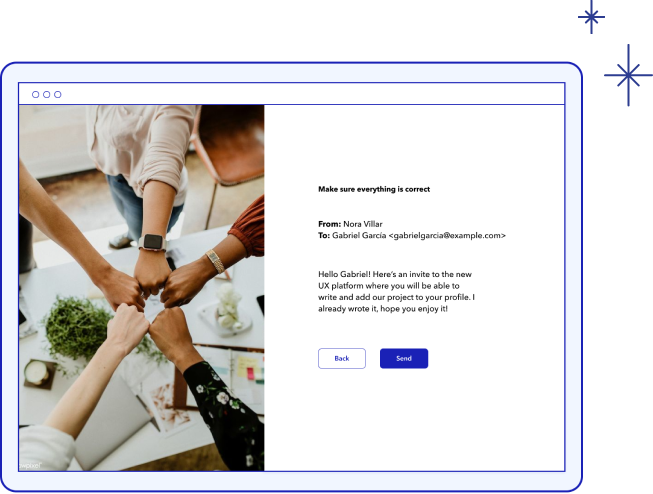 Make sure everything is correct
From: Nora Villar
To: Gabriel García <gabrielgarcia@example.com>
Hello Gabriel! Here's an invite to the new
UX platform where you will be able to
write and add our project to your profile. I
already wrote it, hope you enjoy it!
Back
Send